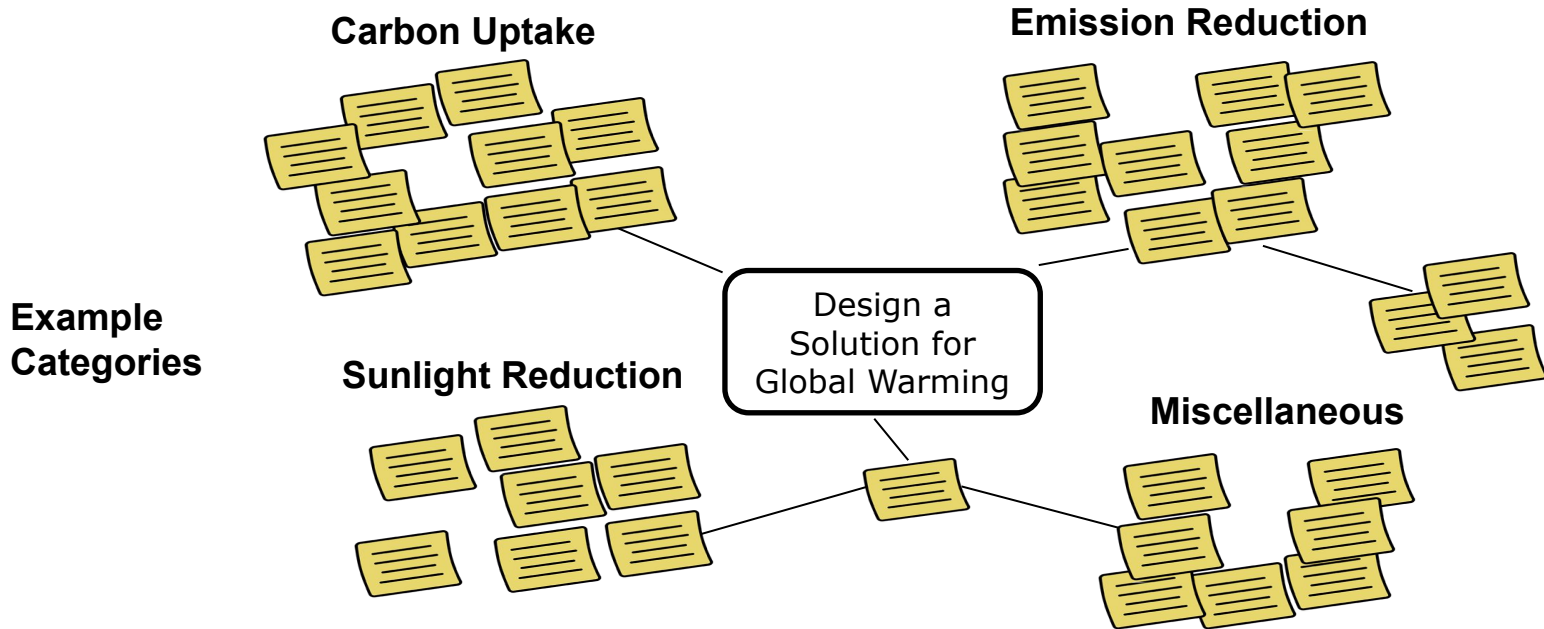 Carbon Uptake
Emission Reduction
Example
Categories
Design a
Solution for
Global Warming
Sunlight Reduction
Miscellaneous